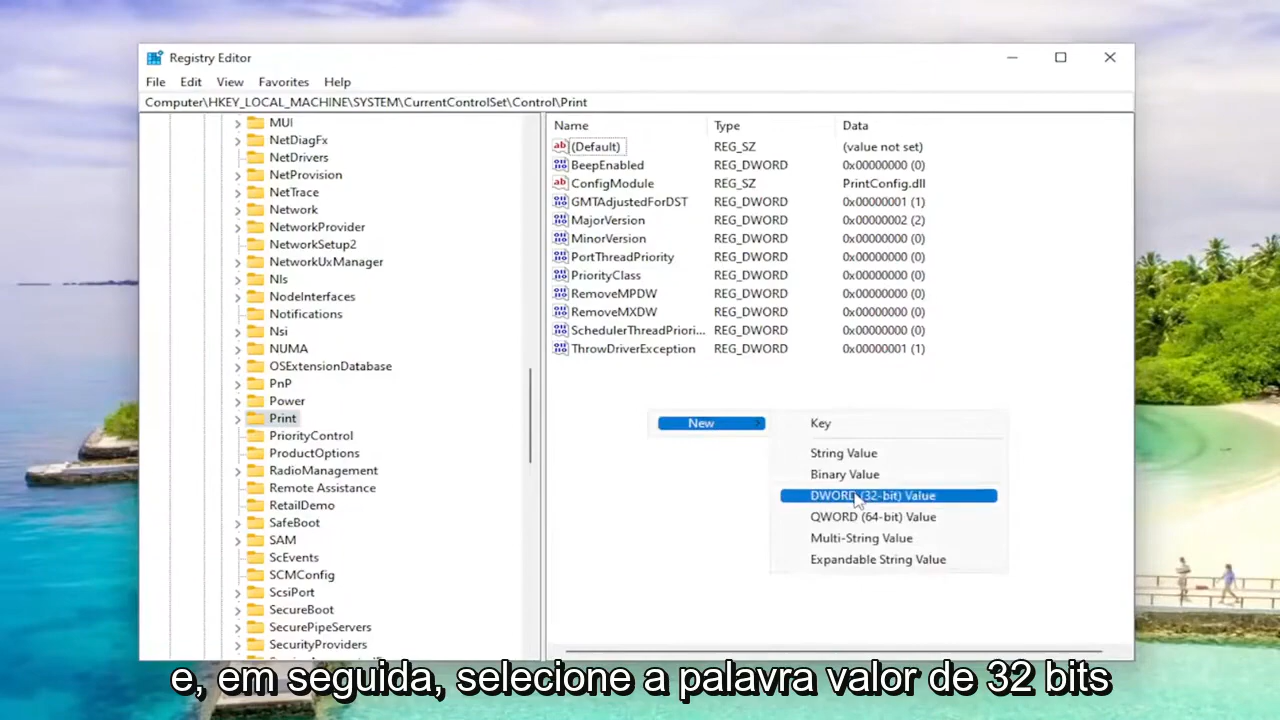 Registry Editor
File Edit View Favorites Help
Computer\HKEY_LOCAL_MACHINE\SYSTEM\CurrentControlSet\Control\Print
MUI
NetDiagFx
NetDrivers
NetProvision
NetTrace
Network
NetworkProvider
NetworkSetup2
NetworkUxManager
Nls
NodeInterfaces
Notifications
Nsi
NUMA
OSExtensionDatabase
PnP
Power
Print
PriorityControl
ProductOptions
RadioManagement
Remote Assistance
RetailDemo
SafeBoot
SAM
ScEvents
SCMConfig
ScsiPort
SecureBoot
SecurePipeServers
SecurityProviders
Name Type Data
(Default) REG_SZ (value not set)
BeepEnabled REG_DWORD 0x00000000 (0)
ConfigModule REG_SZ PrintConfig.dll
GMTAdjustedForDST REG_DWORD 0x00000001 (1)
MajorVersion REG_DWORD 0x00000002 (2)
MinorVersion REG_DWORD 0x00000000 (0)
PortThreadPriority REG_DWORD 0x00000000 (0)
PriorityClass REG_DWORD 0x00000000 (0)
RemoveMPDW REG_DWORD 0x00000000 (0)
RemoveMXDW REG_DWORD 0x00000000 (0)
SchedulerThreadPriori... REG_DWORD 0x00000000 (0)
ThrowDriverException REG_DWORD 0x00000001 (1)
New
Key
String Value
Binary Value
DWORD (32-bit) Value
QWORD (64-bit) Value
Multi-String Value
Expandable String Value
e, em seguida, selecione a palavra valor de 32 bits